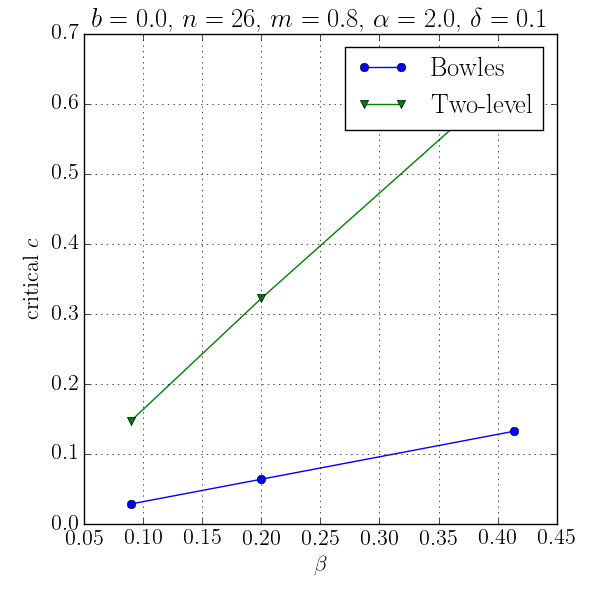 b = 0.0, n = 26, m = 0.8, α = 2.0, δ = 0.1
0.7
0.6
0.5
0.4
0.3
0.2
0.1
0.0
critical c
Bowles
Two-level
0.05 0.10 0.15 0.20 0.25 0.30 0.35 0.40 0.45
β